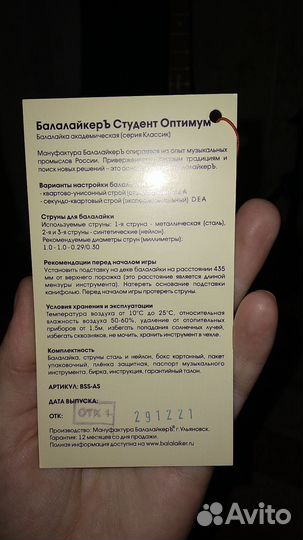 БалалайкерЪ Студент Оптимум
Балалайка академическая (серия Классик)
Мануфактура БалалайкерЪ опирается на опыт музыкальных
промыслов России. традициям и
поиск новых решений – это
Варианты настройки
- квартово-унисонный строй
- секундо-квартовый строй D E A
Струны для балалайки
Используемые струны: 1-я струна - металлическая (сталь),
2-я и 3-я струны - синтетические (нейлон).
Рекомендуемые диаметры струн (миллиметры):
1.0 - 1.0 - 0.29/0.30
Рекомендации перед началом игры
Установить подставку на деке балалайки на расстоянии 435
мм от верхнего порожка (это расстояние является длиной
мензуры инструмента). Натереть основание подставки
канифолью. Перед началом игры протереть струны.
Условия хранения и эксплуатации
Температура воздуха от 10°C до 25°C, относительная
влажность воздуха 50-60%, удаление от отопительных
приборов от 1,5м, избегать попадания солнечных лучей,
избегать сквозняков, не мочить, хранить инструмент в чехле.
Комплектность
Балалайка, струны сталь и нейлон, бокс картонный, пакет
упаковочный, плёнка защитная, паспорт музыкального
инструмента, бирка, инструкция, гарантийный талон.
АРТИКУЛ: BSS-AS
ДАТА ВЫПУСКА:
ОТК: ОТК 1 291221
Производство: Мануфактура БалалайкерЪ® г.Ульяновск.
Гарантия: 12 месяцев со дня продажи.
Полная информация доступна на www.balalaiker.ru
Avito